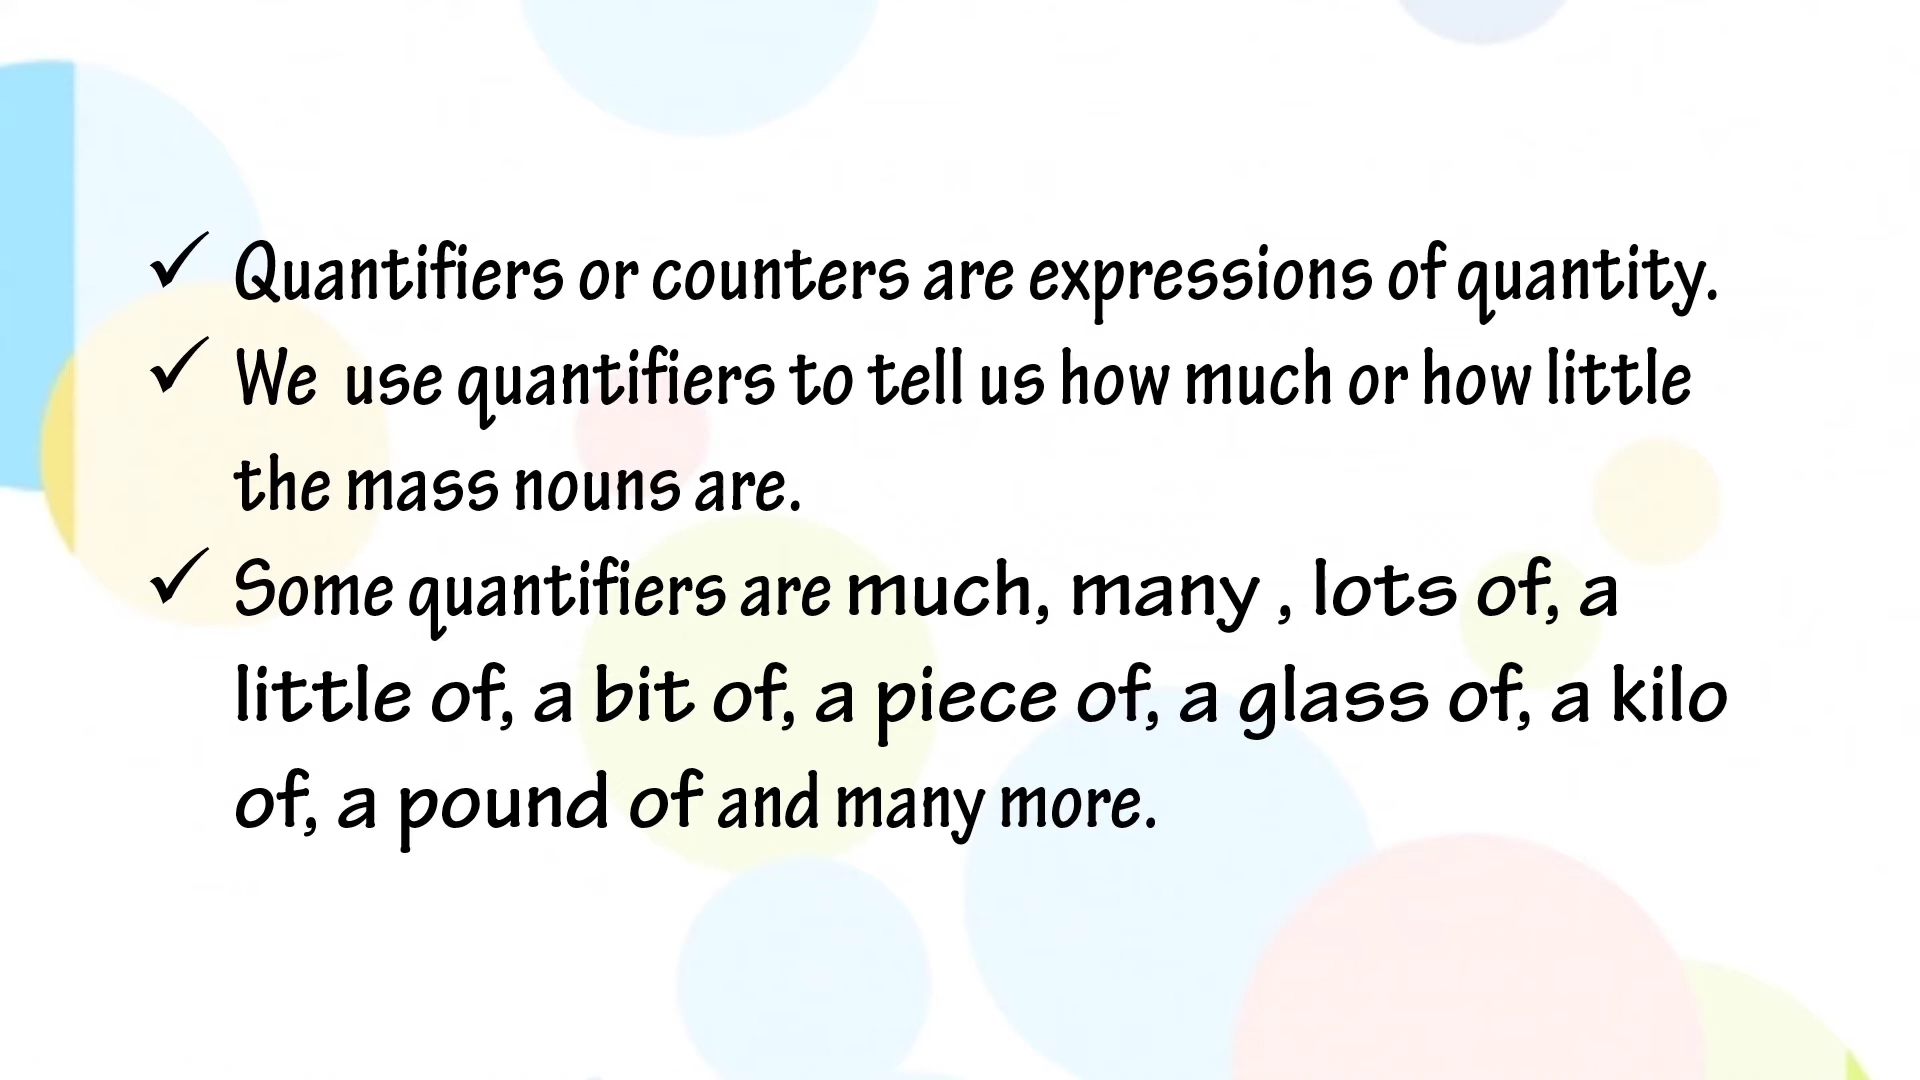 ✓ Quantifiers or counters are expressions of quantity.
✓ We use quantifiers to tell us how much or how little
the mass nouns are.
✓ Some quantifiers are much, many , lots of, a
little of, a bit of, a piece of, a glass of, a kilo
of, a pound of and many more.